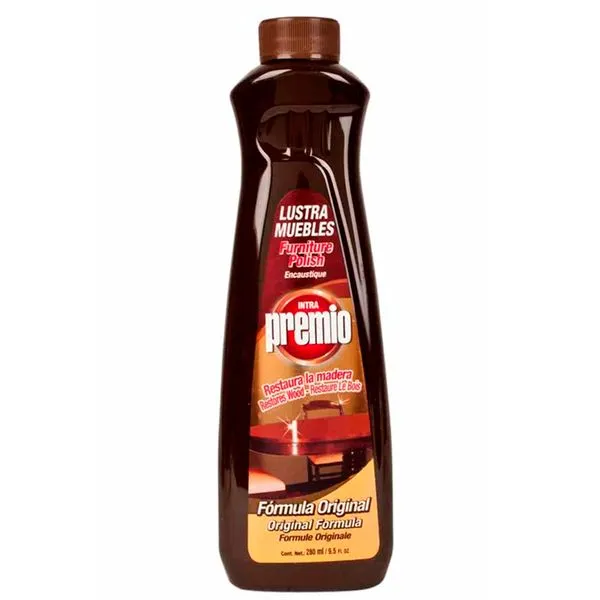 LUSTRA
MUEBLES
Furniture
Polish
Encaustique
INTRA
premio
Restaura la madera
Restores Wood - Restaure Le Bois
Fórmula Original
Original Formula
Formule Originale
Cont. Net.: 280 ml / 9.5 fl oz